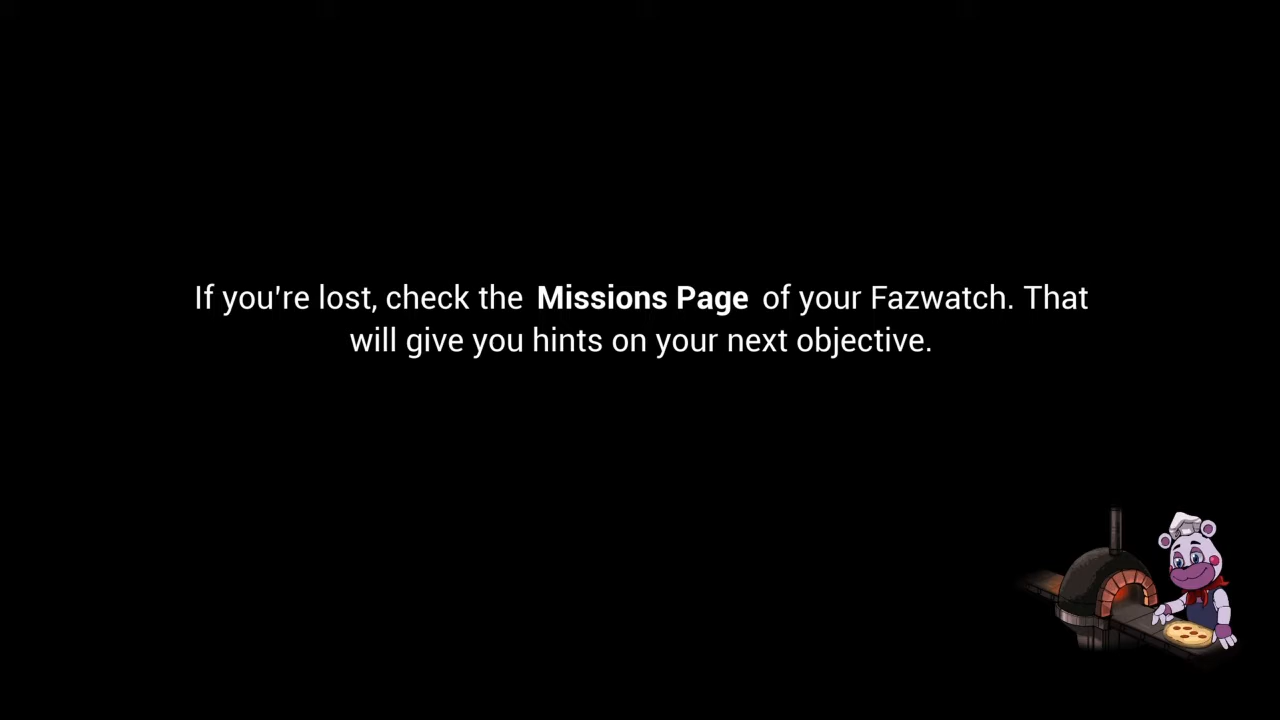 If you're lost, check the Missions Page of your Fazwatch. That
will give you hints on your next objective.